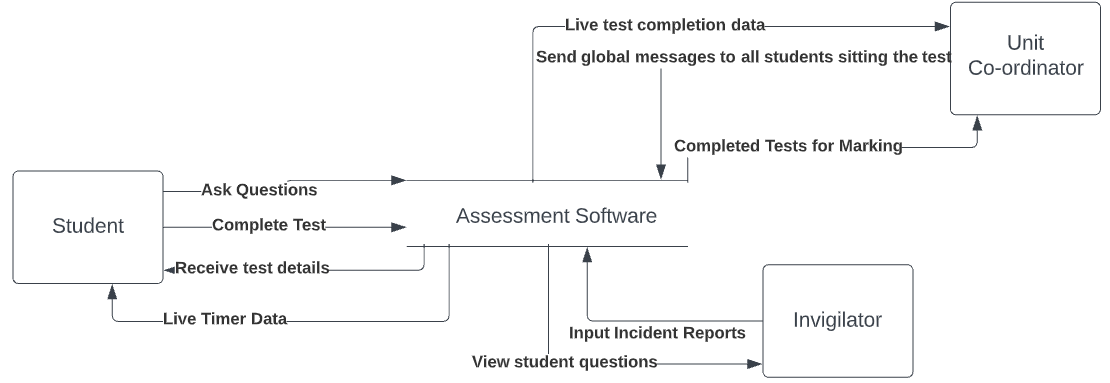 Live test completion data
Send global messages to all students sitting the test
Unit
Co-ordinator
Completed Tests for Marking
Ask Questions
Student
Complete Test
Assessment Software
Receive test details
Live Timer Data
Input Incident Reports
Invigilator
View student questions